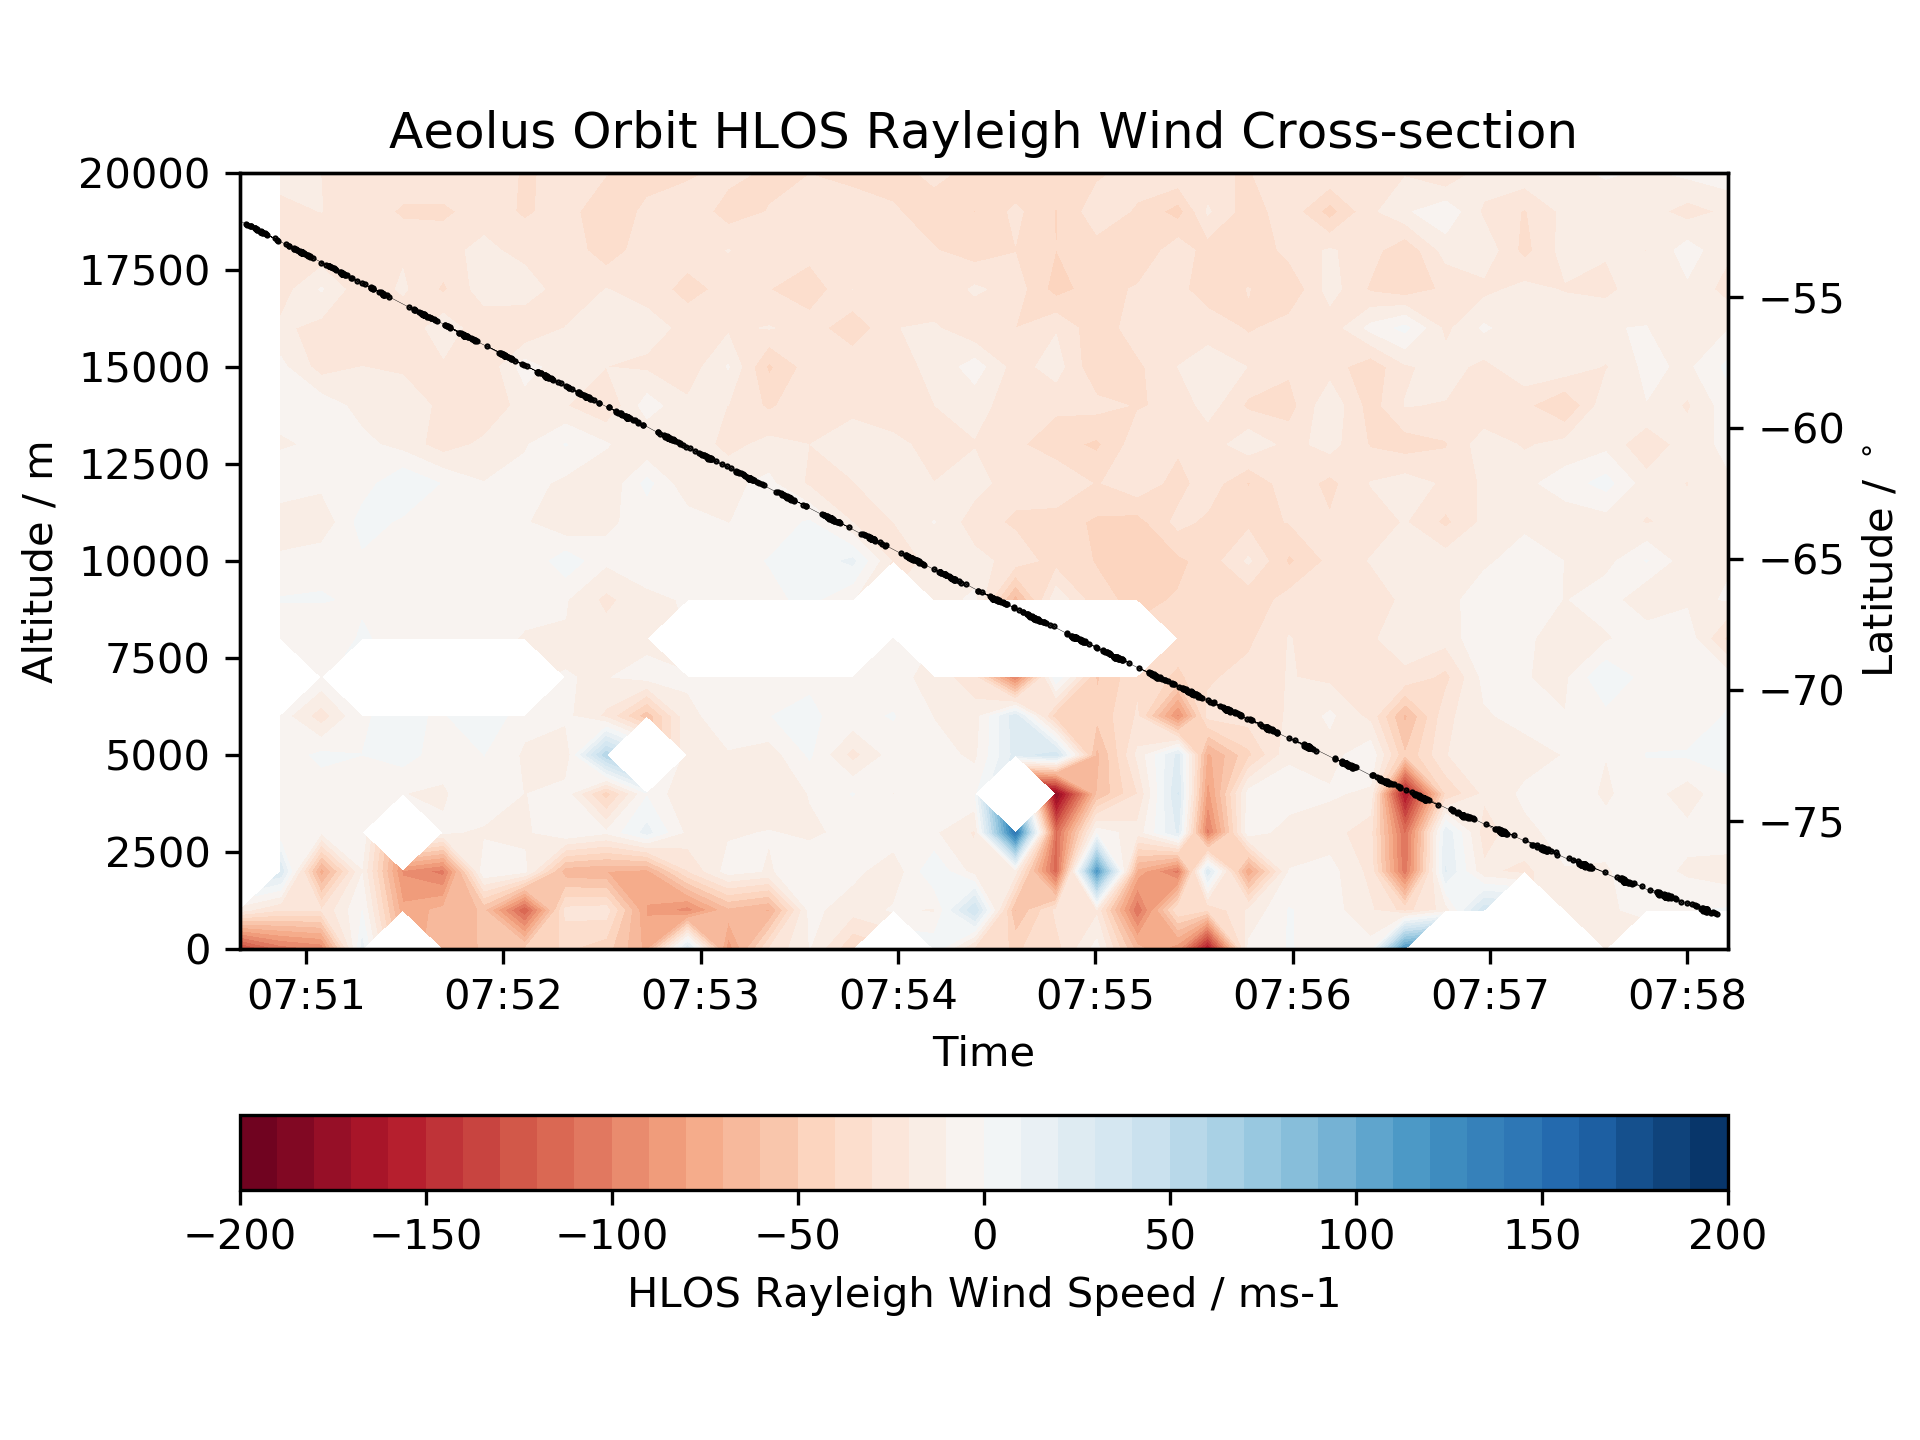 Aeolus Orbit HLOS Rayleigh Wind Cross-section
20000
17500
15000
12500
10000
7500
5000
2500
0
Altitude / m
−55
−60
−65
−70
−75
Latitude / °
07:51 07:52 07:53 07:54 07:55 07:56 07:57 07:58
Time
−200 −150 −100 −50 0 50 100 150 200
HLOS Rayleigh Wind Speed / ms-1